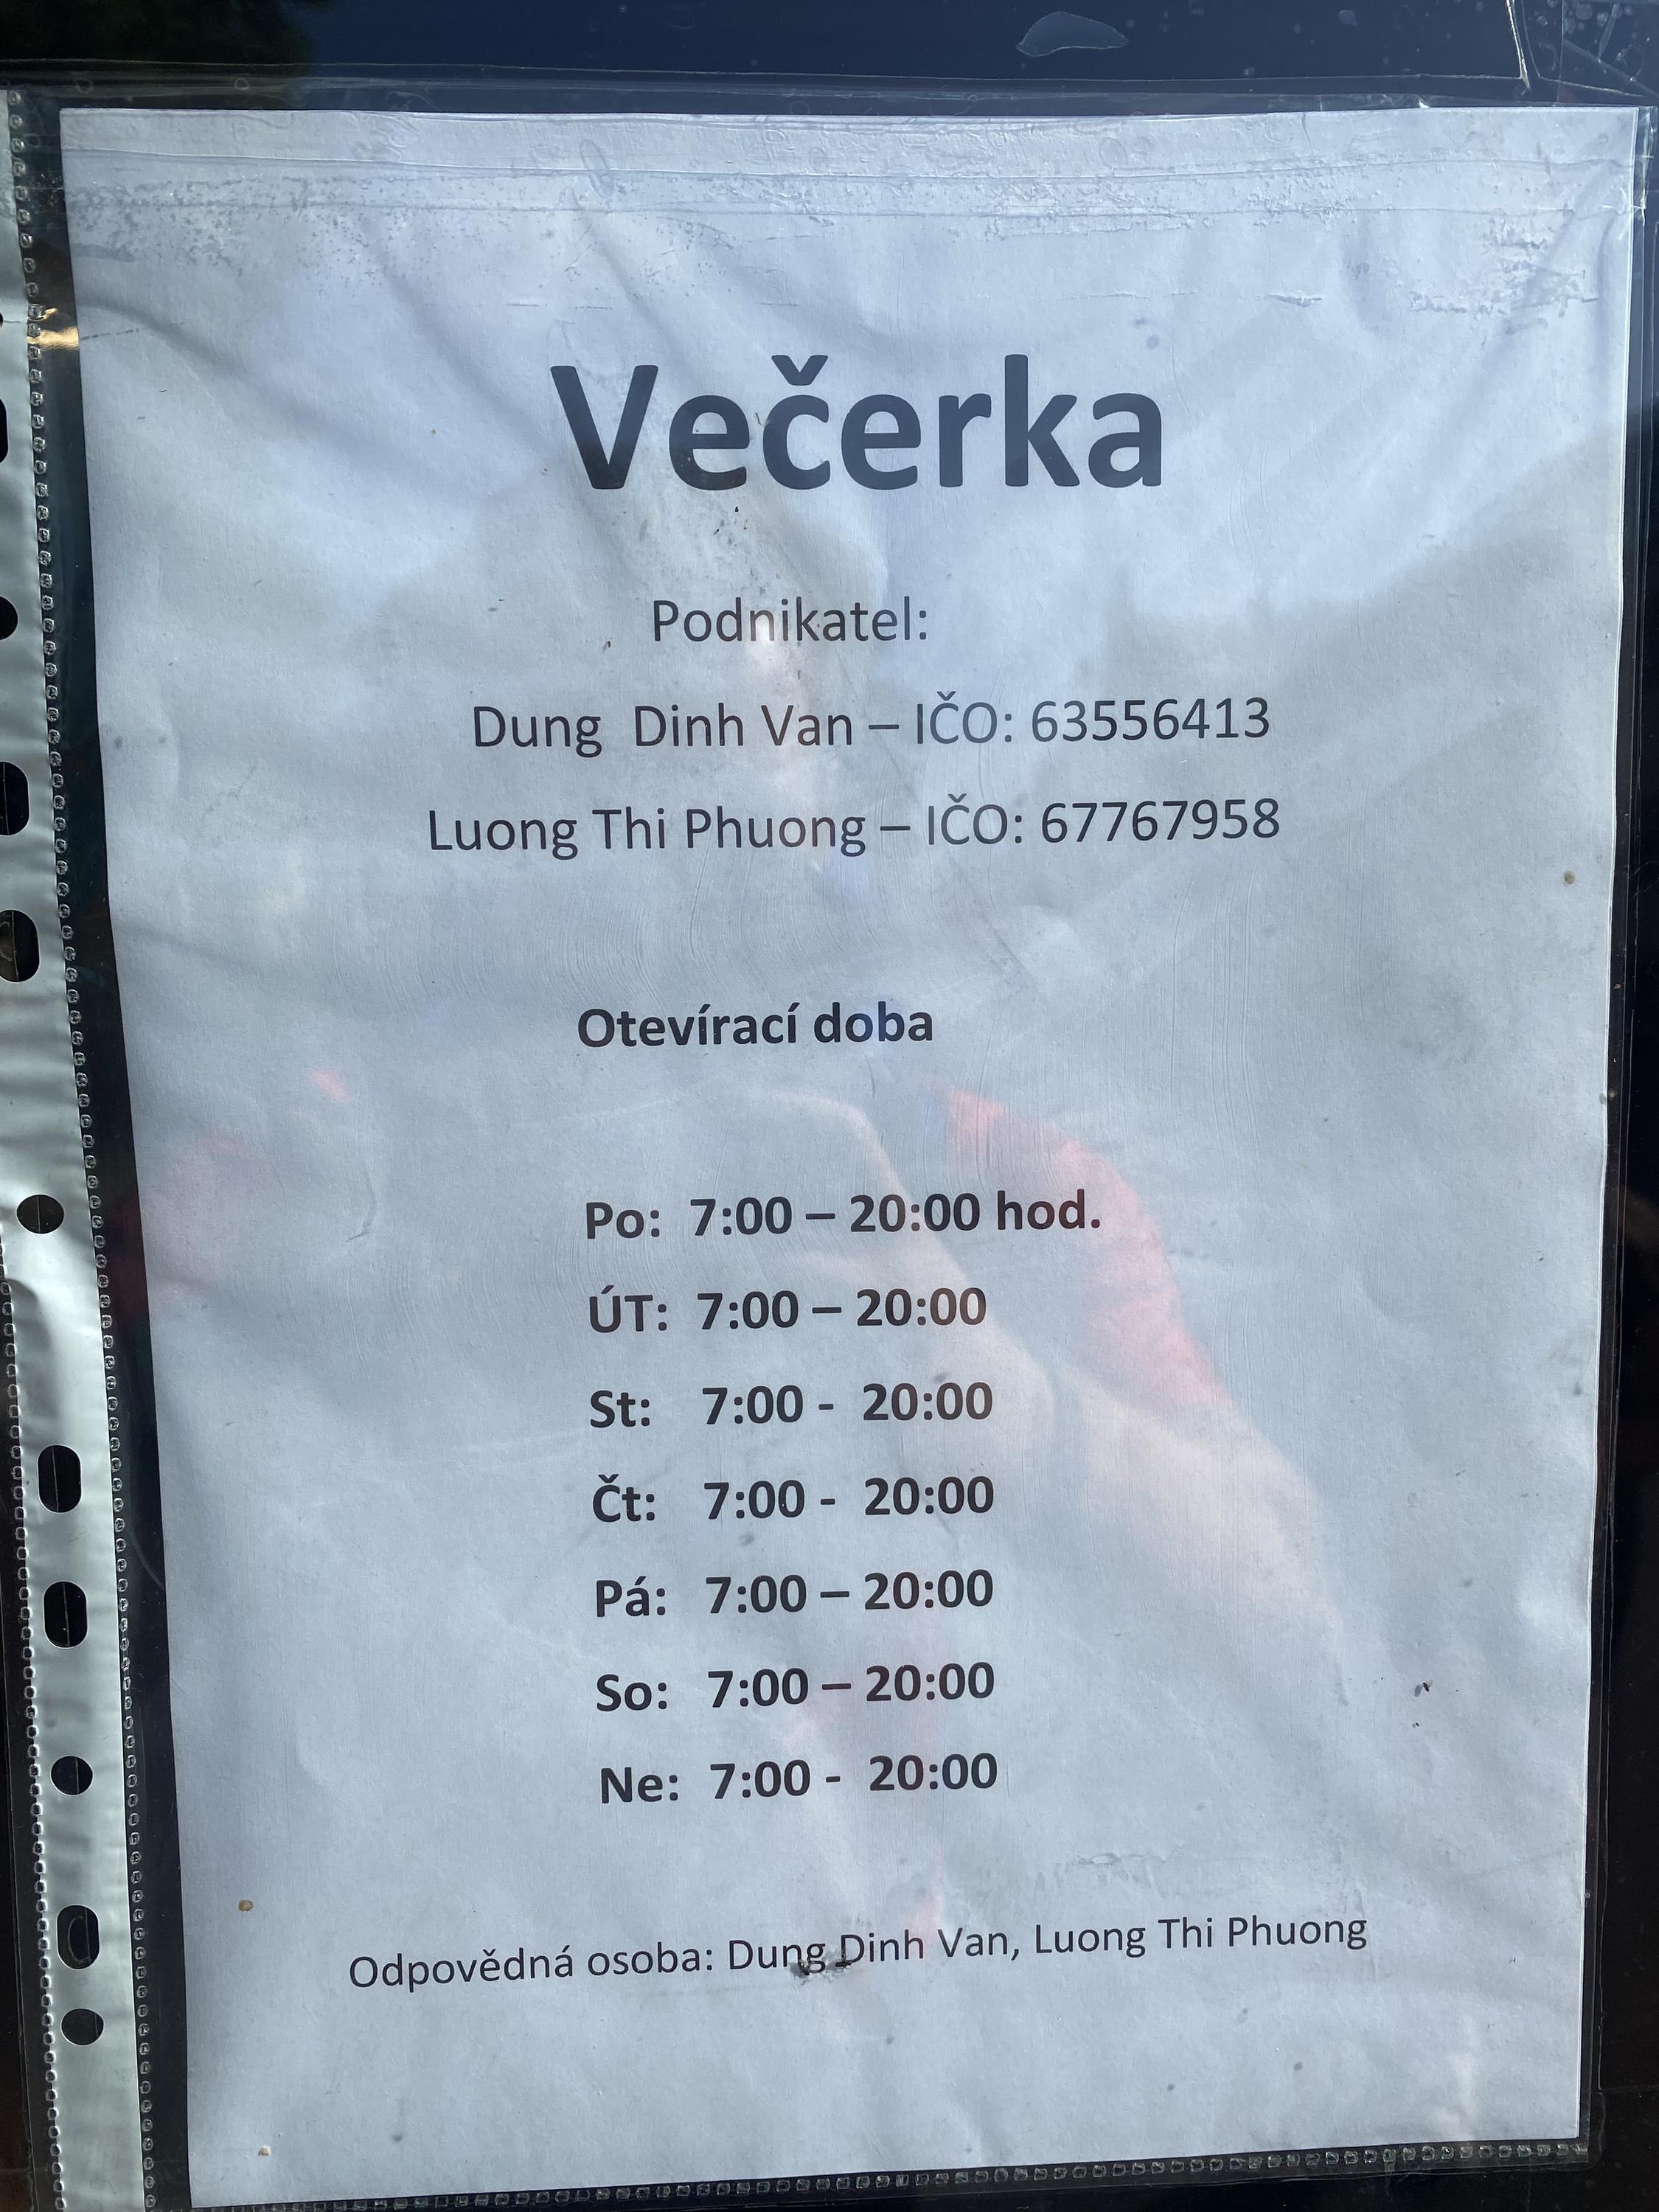 Večerka
Podnikatel:
Dung Dinh Van – IČO: 63556413
Luong Thi Phuong – IČO: 67767958
Otevírací doba
Po: 7:00 – 20:00 hod.
ÚT: 7:00 – 20:00
St: 7:00 - 20:00
Čt: 7:00 - 20:00
Pá: 7:00 – 20:00
So: 7:00 – 20:00
Ne: 7:00 - 20:00
Odpovědná osoba: Dung Dinh Van, Luong Thi Phuong